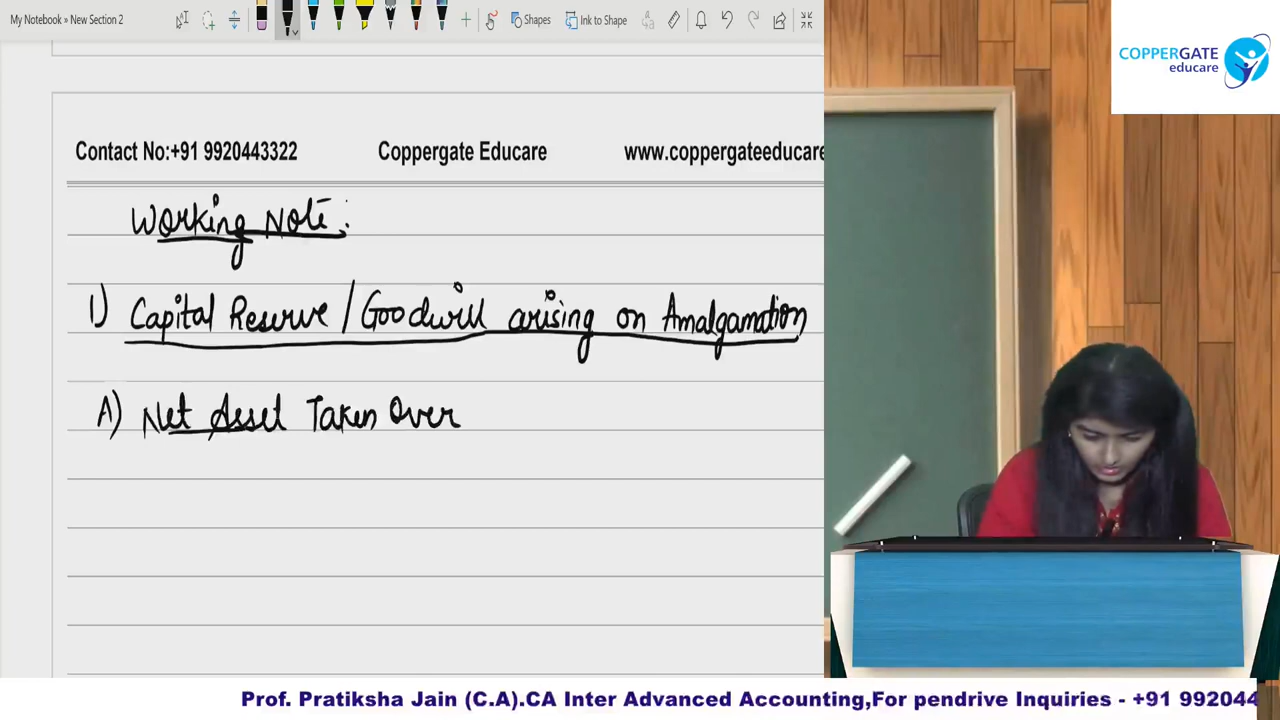 My Notebook » New Section 2
Shapes
Ink to Shape
COPPERGATE
educare
Contact No:+91 9920443322
Coppergate Educare
www.coppergateeducare
Working Note:
1) Capital Reserve / Goodwill arising on Amalgamation
A) Net Asset Taken Over
Prof. Pratiksha Jain (C.A).CA Inter Advanced Accounting,For pendrive Inquiries - +91 99204